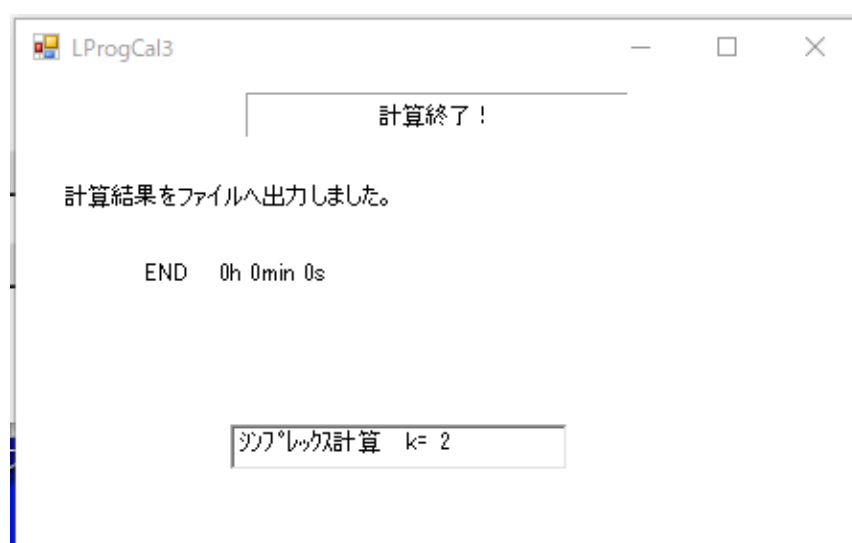 LProgCal3
計算終了！
計算結果をファイルへ出力しました。
END 0h 0min 0s
ｼﾝﾌﾟﾚｯｸｽ計算 k= 2